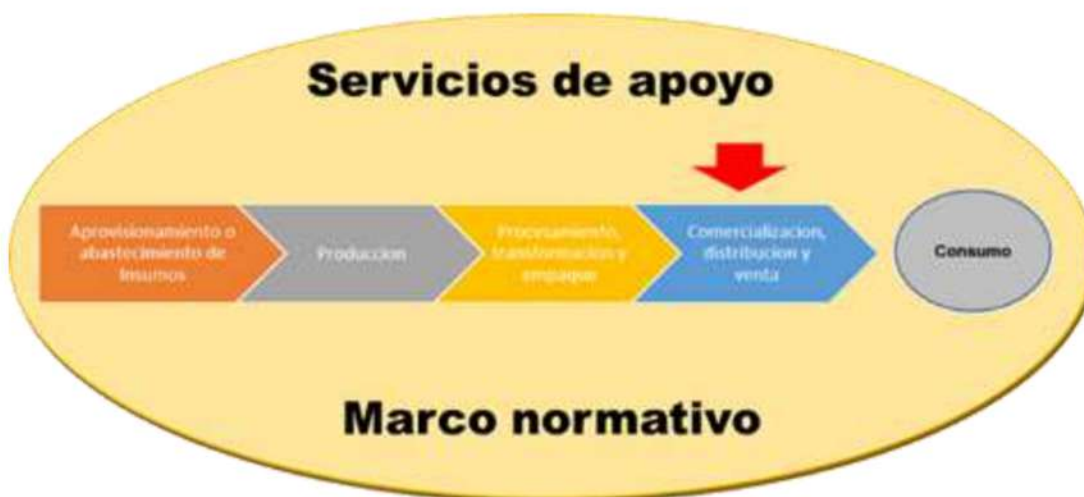 Servicios de apoyo
Aprovisionamiento o
abastecimiento de
Insumos
Produccion
Procesamiento,
transformacion y
empaque
Comercializacion,
distribucion y
venta
Consumo
Marco normativo